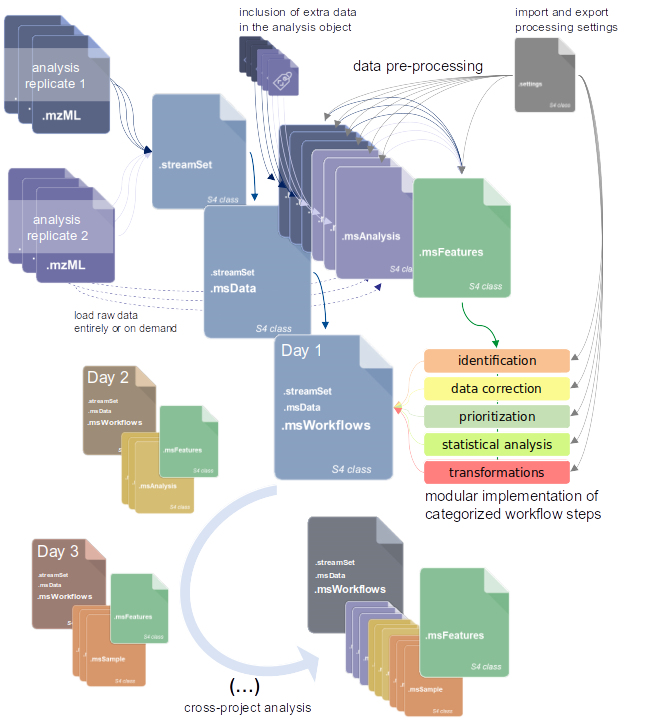 inclusion of extra data
in the analysis object
import and export
processing settings
data pre-processing
.settings
S4 class
analysis
replicate 1
.mzML
.streamSet
S4 class
analysis
replicate 2
.mzML
load raw data
entirely or on demand
.streamSet
.msData
S4 class
.msAnalysis
S4 cla
.msFeatures
S4 class
Day 1
.streamSet
.msData
.msWorkflows
S4 class
identification
data correction
prioritization
statistical analysis
transformations
modular implementation of
categorized workflow steps
Day 2
.streamSet
.msData
.msWorkflows
S
.msFeatures
S4 class
.msAnalysis
S4 class
Day 3
.streamSet
.msData
.msWorkflows
S4
.msFeatures
S4 class
.msSample
S4 class
(...)
cross-project analysis
.streamSet
.msData
.msWorkflows
.msFeatures
S4 class
.msSample
S4 class